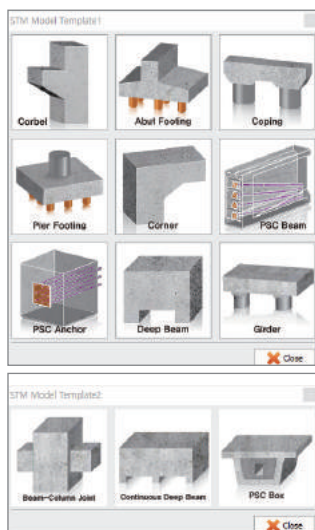 STM Model Template1
Corbel
Abut Footing
Coping
Pier Footing
Corner
PSC Beam
PSC Anchor
Deep Beam
Girder
Close
STM Model Template2
Beam-Column Joint
Continuous Deep Beam
PSC Box
Close